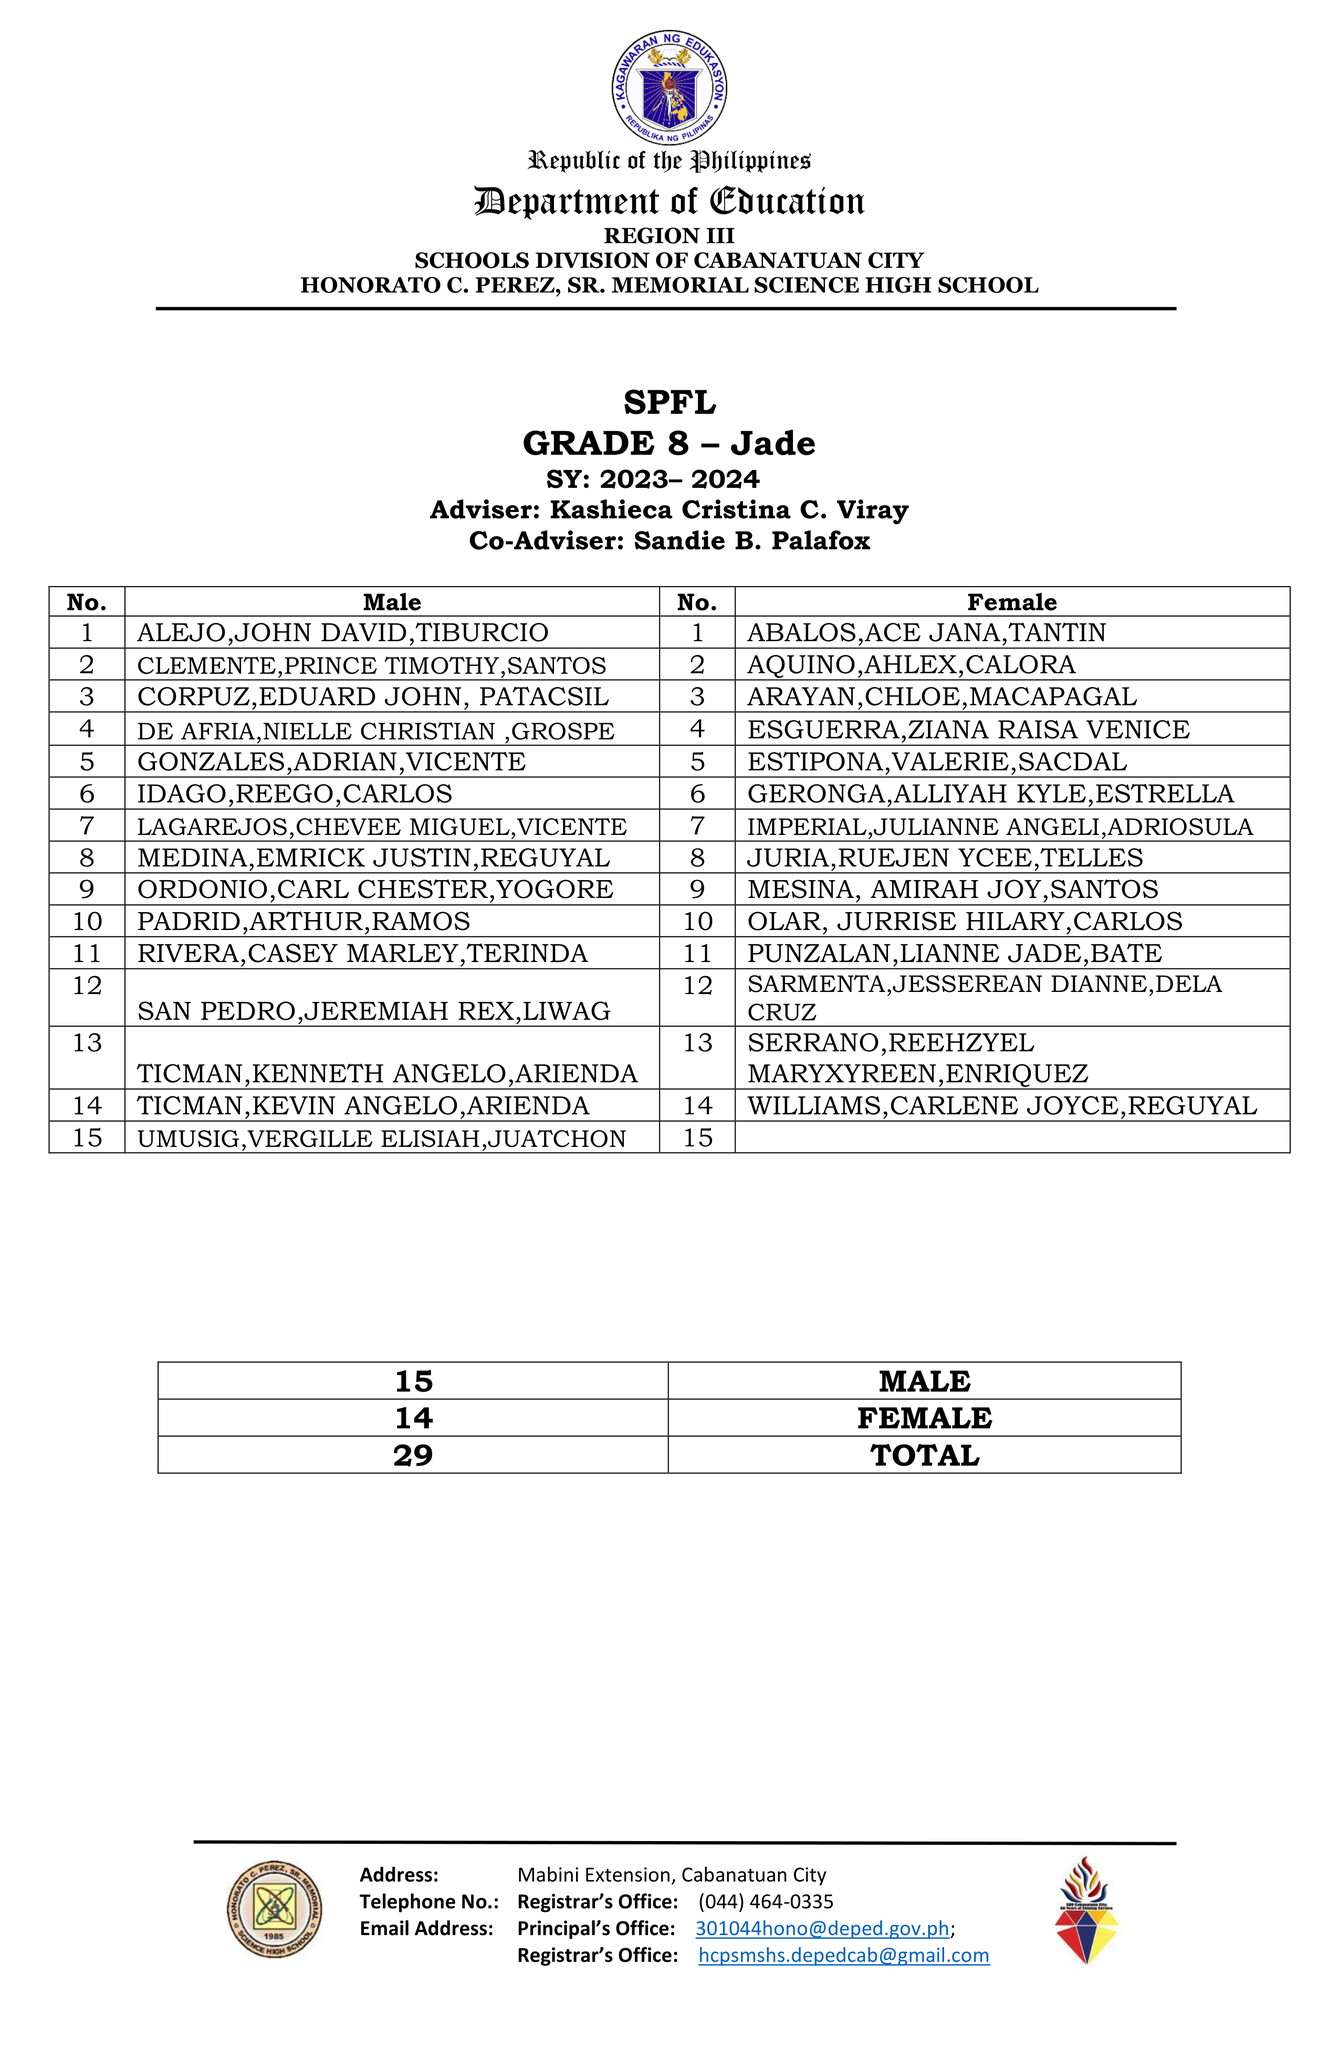 KAGAWARAN NG EDUKASYON
REPUBLIKA NG PILIPINAS
Republic of the Philippines
Department of Education
REGION III
SCHOOLS DIVISION OF CABANATUAN CITY
HONORATO C. PEREZ, SR. MEMORIAL SCIENCE HIGH SCHOOL
SPFL
GRADE 8 – Jade
SY: 2023– 2024
Adviser: Kashieca Cristina C. Viray
Co-Adviser: Sandie B. Palafox
No. Male No. Female
1 ALEJO,JOHN DAVID,TIBURCIO 1 ABALOS,ACE JANA,TANTIN
2 CLEMENTE,PRINCE TIMOTHY,SANTOS 2 AQUINO,AHLEX,CALORA
3 CORPUZ,EDUARD JOHN, PATACSIL 3 ARAYAN,CHLOE,MACAPAGAL
4 DE AFRIA,NIELLE CHRISTIAN ,GROSPE 4 ESGUERRA,ZIANA RAISA VENICE
5 GONZALES,ADRIAN,VICENTE 5 ESTIPONA,VALERIE,SACDAL
6 IDAGO,REEGO,CARLOS 6 GERONGA,ALLIYAH KYLE,ESTRELLA
7 LAGAREJOS,CHEVEE MIGUEL,VICENTE 7 IMPERIAL,JULIANNE ANGELI,ADRIOSULA
8 MEDINA,EMRICK JUSTIN,REGUYAL 8 JURIA,RUEJEN YCEE,TELLES
9 ORDONIO,CARL CHESTER,YOGORE 9 MESINA, AMIRAH JOY,SANTOS
10 PADRID,ARTHUR,RAMOS 10 OLAR, JURRISE HILARY,CARLOS
11 RIVERA,CASEY MARLEY,TERINDA 11 PUNZALAN,LIANNE JADE,BATE
12 SAN PEDRO,JEREMIAH REX,LIWAG 12 SARMENTA,JESSEREAN DIANNE,DELA
CRUZ
13 TICMAN,KENNETH ANGELO,ARIENDA 13 SERRANO,REEHZYEL
MARYXYREEN,ENRIQUEZ
14 TICMAN,KEVIN ANGELO,ARIENDA 14 WILLIAMS,CARLENE JOYCE,REGUYAL
15 UMUSIG,VERGILLE ELISIAH,JUATCHON 15
15 MALE
14 FEMALE
29 TOTAL
HONORATO C. PEREZ, SR. MEMORIAL
SCIENCE HIGH SCHOOL
1985
Address: Mabini Extension, Cabanatuan City
Telephone No.: Registrar's Office: (044) 464-0335
Email Address: Principal's Office: 301044hono@deped.gov.ph;
Registrar's Office: hcpsmshs.depedcab@gmail.com